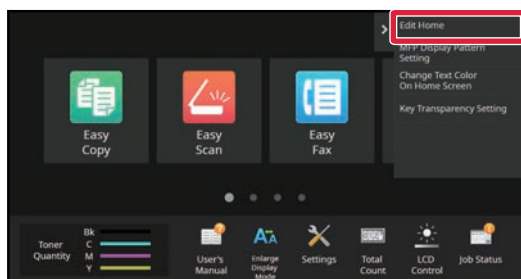 Edit Home
MFP Display Pattern
Setting
Change Text Color
On Home Screen
Key Transparency Setting
Easy
Copy
Easy
Scan
Easy
Fax
Toner
Quantity
Bk
C
M
Y
User's
Manual
Enlarge
Display
Mode
Settings
Total
Count
LCD
Control
Job Status